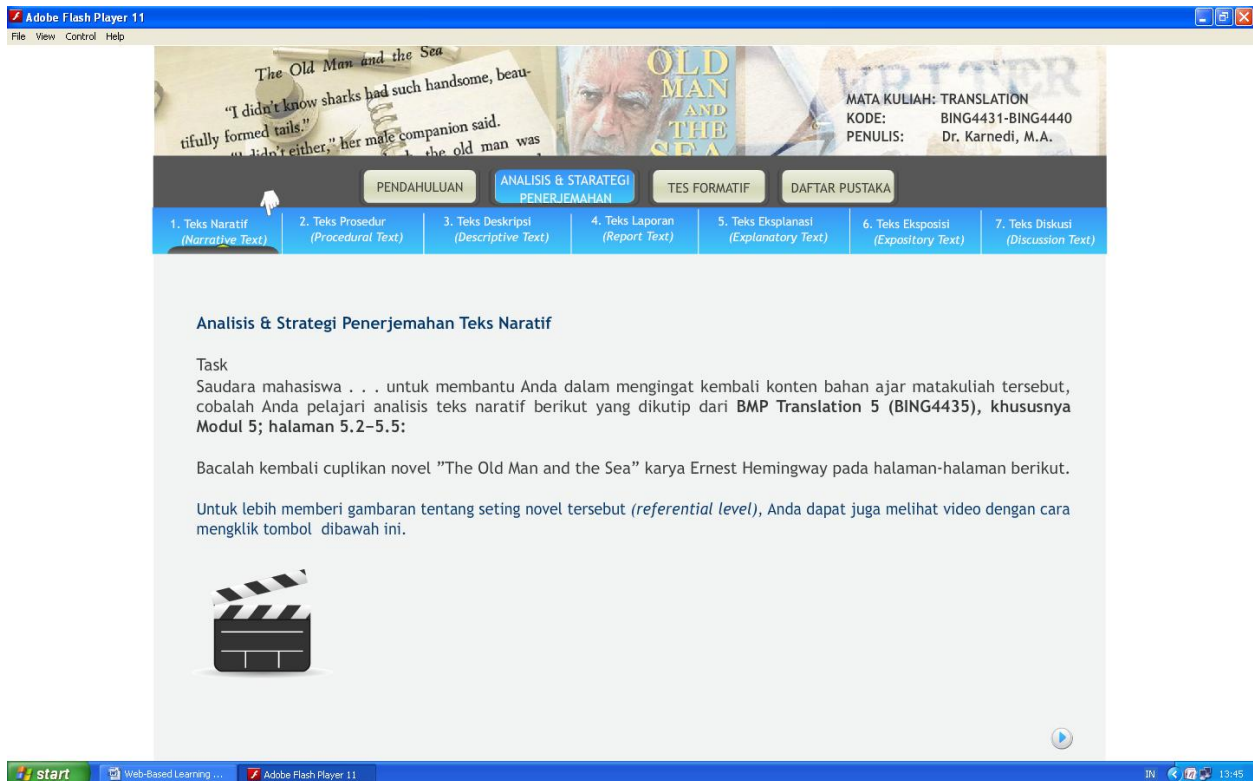 Adobe Flash Player 11
File View Control Help
The Old Man and the Sea
"I didn't know sharks had such handsome, beau-
tifully formed tails."
"I didn't either," her male companion said.
the old man was
OLD
MAN
AND
THE
SEA
WRITER
MATA KULIAH: TRANSLATION
KODE: BING4431-BING4440
PENULIS: Dr. Karnedi, M.A.
PENDAHULUAN
ANALISIS & STARATEGI
PENERJEMAHAN
TES FORMATIF
DAFTAR PUSTAKA
1. Teks Naratif
(Narrative Text)
2. Teks Prosedur
(Procedural Text)
3. Teks Deskripsi
(Descriptive Text)
4. Teks Laporan
(Report Text)
5. Teks Eksplanasi
(Explanatory Text)
6. Teks Eksposisi
(Expository Text)
7. Teks Diskusi
(Discussion Text)
Analisis & Strategi Penerjemahan Teks Naratif
Task
Saudara mahasiswa . . . untuk membantu Anda dalam mengingat kembali konten bahan ajar matakuliah tersebut,
cobalah Anda pelajari analisis teks naratif berikut yang dikutip dari BMP Translation 5 (BING4435), khususnya
Modul 5; halaman 5.2–5.5:
Bacalah kembali cuplikan novel ”The Old Man and the Sea” karya Ernest Hemingway pada halaman-halaman berikut.
Untuk lebih memberi gambaran tentang seting novel tersebut (referential level), Anda dapat juga melihat video dengan cara
mengklik tombol dibawah ini.
start
Web-Based Learning ...
Adobe Flash Player 11
IN
13:45